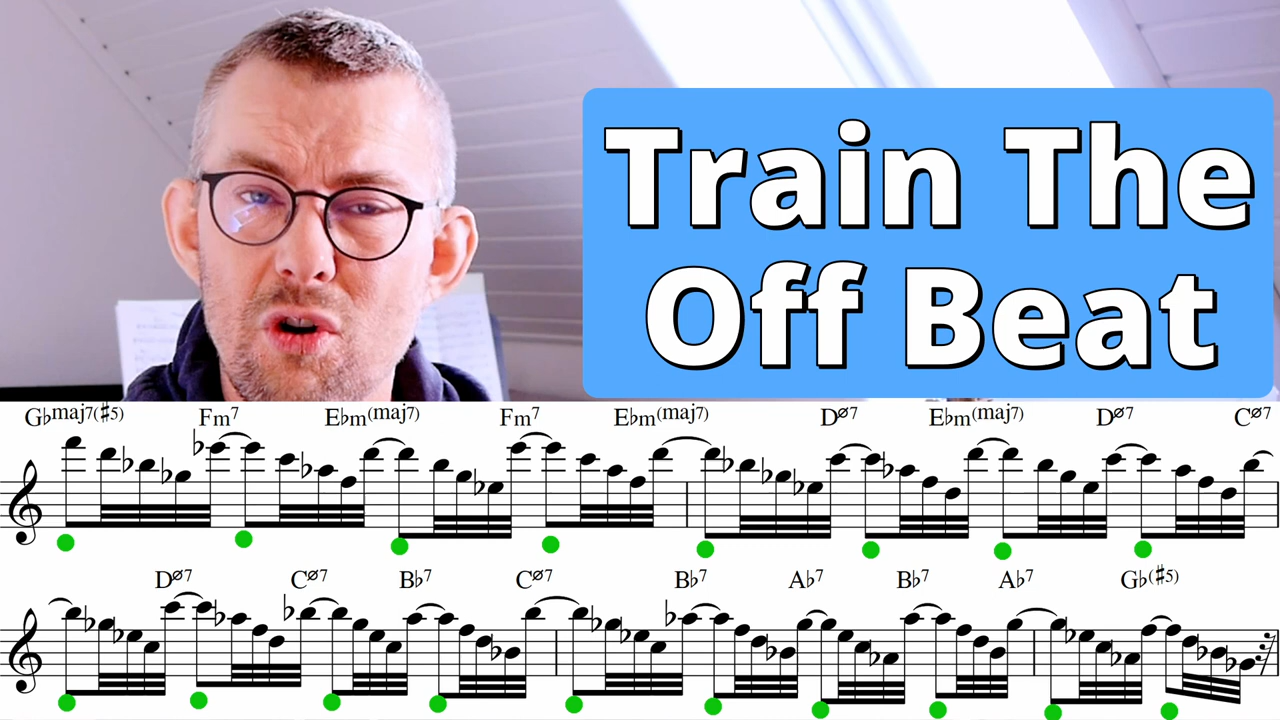 Train The
Off Beat
G♭maj7(♯5) Fm7 E♭m(maj7) Fm7 E♭m(maj7) Dø7 E♭m(maj7) Dø7 Cø7
Dø7 Cø7 B♭7 Cø7 B♭7 A♭7 B♭7 A♭7 G♭(♯5)